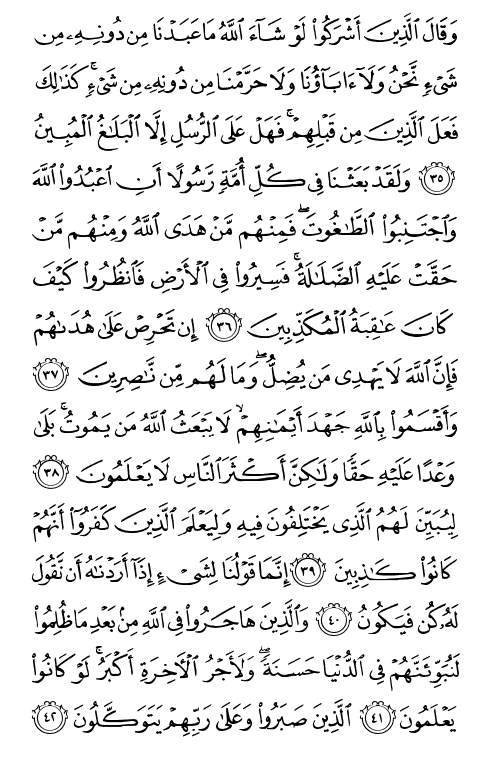 وَقَالَ ٱلَّذِينَ أَشْرَكُوا۟ لَوْ شَآءَ ٱللَّهُ مَا عَبَدْنَا مِن دُونِهِۦ مِن
شَىْءٍ نَّحْنُ وَلَآ ءَابَآؤُنَا وَلَا حَرَّمْنَا مِن دُونِهِۦ مِن شَىْءٍ ۚ كَذَٰلِكَ
فَعَلَ ٱلَّذِينَ مِن قَبْلِهِمْ ۚ فَهَلْ عَلَى ٱلرُّسُلِ إِلَّا ٱلْبَلَـٰغُ ٱلْمُبِينُ
٣٥ وَلَقَدْ بَعَثْنَا فِى كُلِّ أُمَّةٍ رَّسُولًا أَنِ ٱعْبُدُوا۟ ٱللَّهَ
وَٱجْتَنِبُوا۟ ٱلطَّـٰغُوتَ ۖ فَمِنْهُم مَّنْ هَدَى ٱللَّهُ وَمِنْهُم مَّنْ
حَقَّتْ عَلَيْهِ ٱلضَّلَـٰلَةُ ۚ فَسِيرُوا۟ فِى ٱلْأَرْضِ فَٱنظُرُوا۟ كَيْفَ
كَانَ عَـٰقِبَةُ ٱلْمُكَذِّبِينَ ٣٦ إِن تَحْرِصْ عَلَىٰ هُدَىٰهُمْ
فَإِنَّ ٱللَّهَ لَا يَهْدِى مَن يُضِلُّ ۖ وَمَا لَهُم مِّن نَّـٰصِرِينَ ٣٧
وَأَقْسَمُوا۟ بِٱللَّهِ جَهْدَ أَيْمَـٰنِهِمْ ۙ لَا يَبْعَثُ ٱللَّهُ مَن يَمُوتُ ۚ بَلَىٰ
وَعْدًا عَلَيْهِ حَقًّا وَلَـٰكِنَّ أَكْثَرَ ٱلنَّاسِ لَا يَعْلَمُونَ ٣٨
لِيُبَيِّنَ لَهُمُ ٱلَّذِى يَخْتَلِفُونَ فِيهِ وَلِيَعْلَمَ ٱلَّذِينَ كَفَرُوٓا۟ أَنَّهُمْ
كَانُوا۟ كَـٰذِبِينَ ٣٩ إِنَّمَا قَوْلُنَا لِشَىْءٍ إِذَآ أَرَدْنَـٰهُ أَن نَّقُولَ
لَهُۥ كُن فَيَكُونُ ٤٠ وَٱلَّذِينَ هَاجَرُوا۟ فِى ٱللَّهِ مِنۢ بَعْدِ مَا ظُلِمُوا۟
لَنُبَوِّئَنَّهُمْ فِى ٱلدُّنْيَا حَسَنَةً ۖ وَلَأَجْرُ ٱلْـَٔاخِرَةِ أَكْبَرُ ۚ لَوْ كَانُوا۟
يَعْلَمُونَ ٤١ ٱلَّذِينَ صَبَرُوا۟ وَعَلَىٰ رَبِّهِمْ يَتَوَكَّلُونَ ٤٢